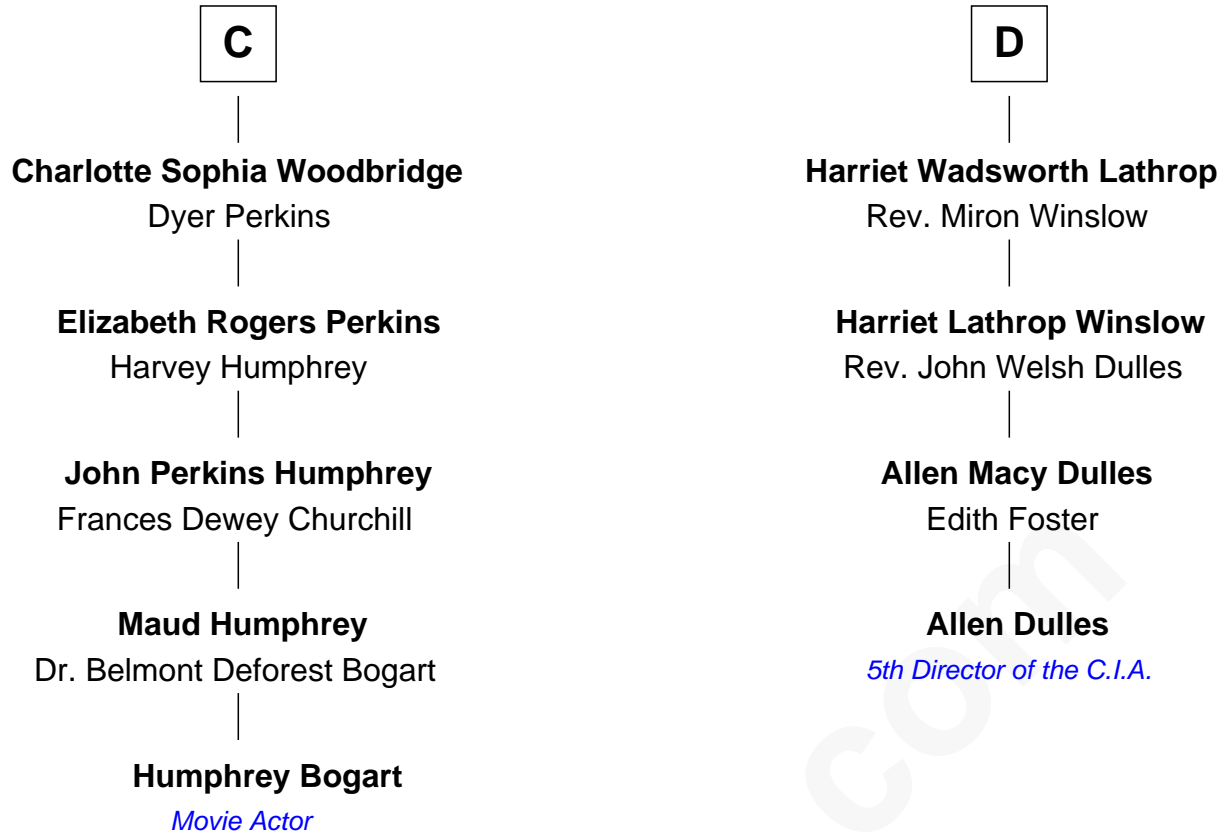 C
Charlotte Sophia Woodbridge
Dyer Perkins
Elizabeth Rogers Perkins
Harvey Humphrey
John Perkins Humphrey
Frances Dewey Churchill
Maud Humphrey
Dr. Belmont Deforest Bogart
Humphrey Bogart
Movie Actor
D
Harriet Wadsworth Lathrop
Rev. Miron Winslow
Harriet Lathrop Winslow
Rev. John Welsh Dulles
Allen Macy Dulles
Edith Foster
Allen Dulles
5th Director of the C.I.A.
com